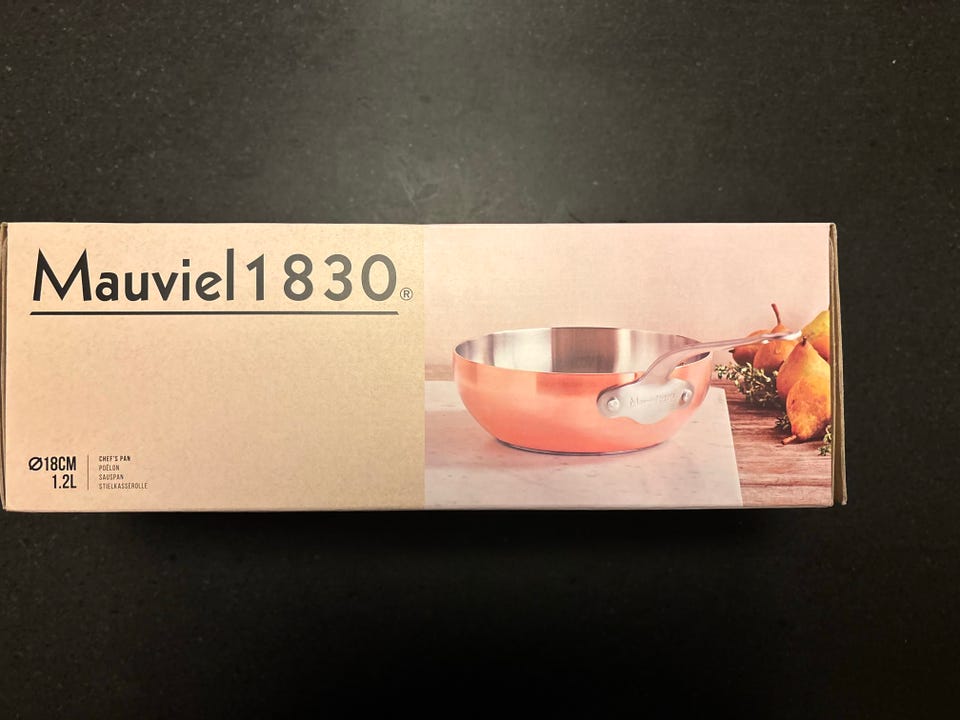 Mauviel1830®
Ø18CM
1.2L
CHEF'S PAN
POÊLON
SAUSPAN
STIELKASSEROLLE